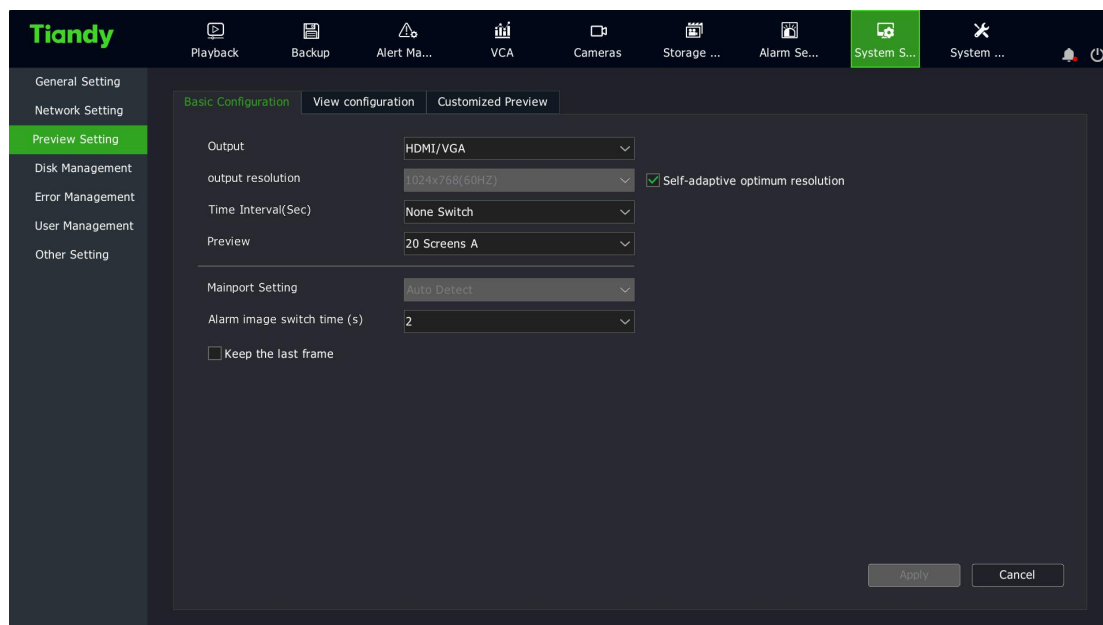 Tiandy
Playback
Backup
Alert Ma...
VCA
Cameras
Storage ...
Alarm Se...
System S...
System ...
General Setting
Network Setting
Preview Setting
Disk Management
Error Management
User Management
Other Setting
Basic Configuration
View configuration
Customized Preview
Output
HDMI/VGA
output resolution
1024x768(60HZ)
Self-adaptive optimum resolution
Time Interval(Sec)
None Switch
Preview
20 Screens A
Mainport Setting
Auto Detect
Alarm image switch time (s)
2
Keep the last frame
Apply
Cancel